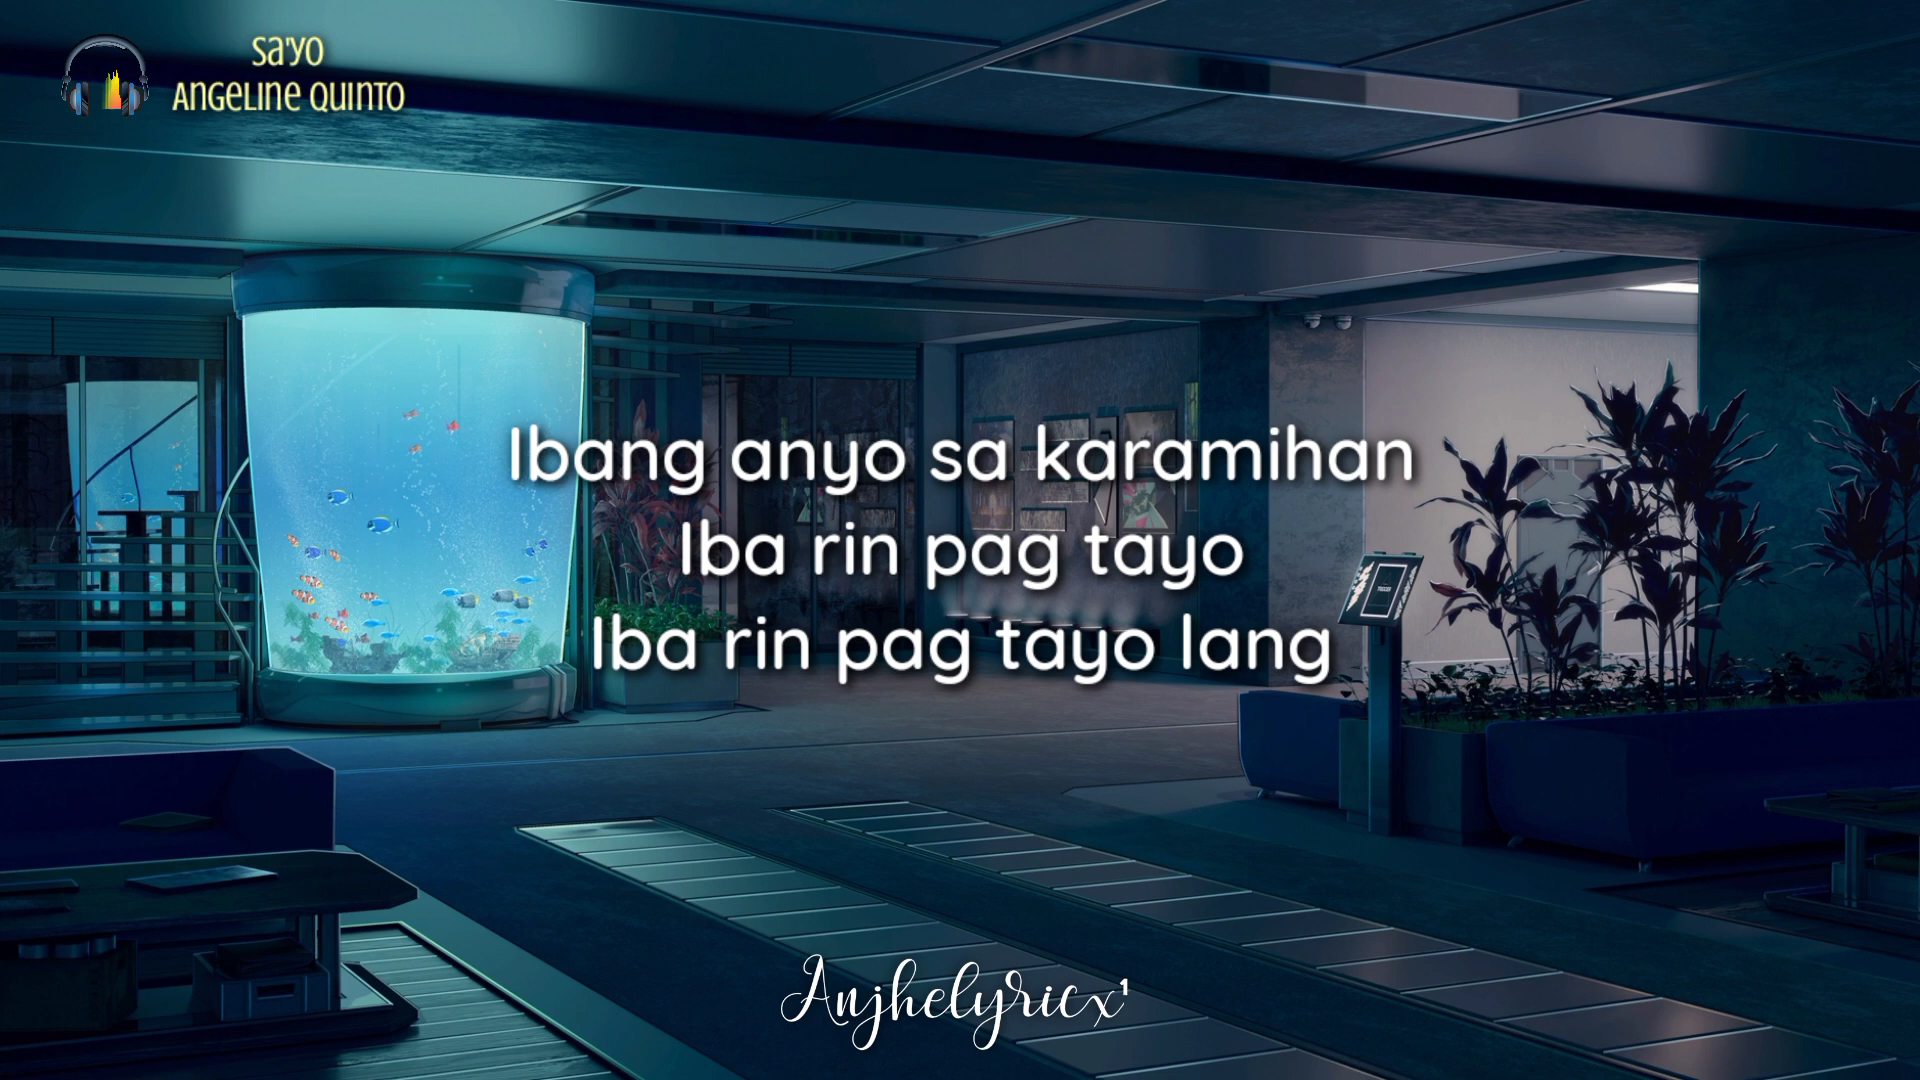 Sa'yo
Angeline Quinto
Ibang anyo sa karamihan
Iba rin pag tayo
Iba rin pag tayo lang
Anjhelyricx¹